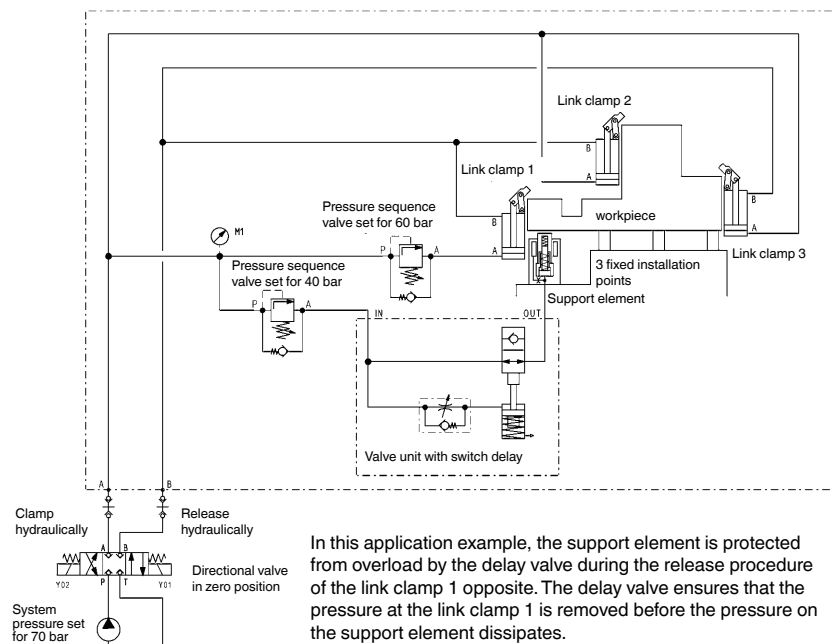 Link clamp 2
B
A
Link clamp 1
B
A
B
A
workpiece
Link clamp 3
Pressure sequence
valve set for 60 bar
M1
P
A
Pressure sequence
valve set for 40 bar
P
A
3 fixed installation
points
Support element
IN
OUT
Valve unit with switch delay
A
B
Clamp
hydraulically
Release
hydraulically
A
B
Y02
Y01
P
T
Directional valve
in zero position
System
pressure set
for 70 bar
In this application example, the support element is protected
from overload by the delay valve during the release procedure
of the link clamp 1 opposite. The delay valve ensures that the
pressure at the link clamp 1 is removed before the pressure on
the support element dissipates.